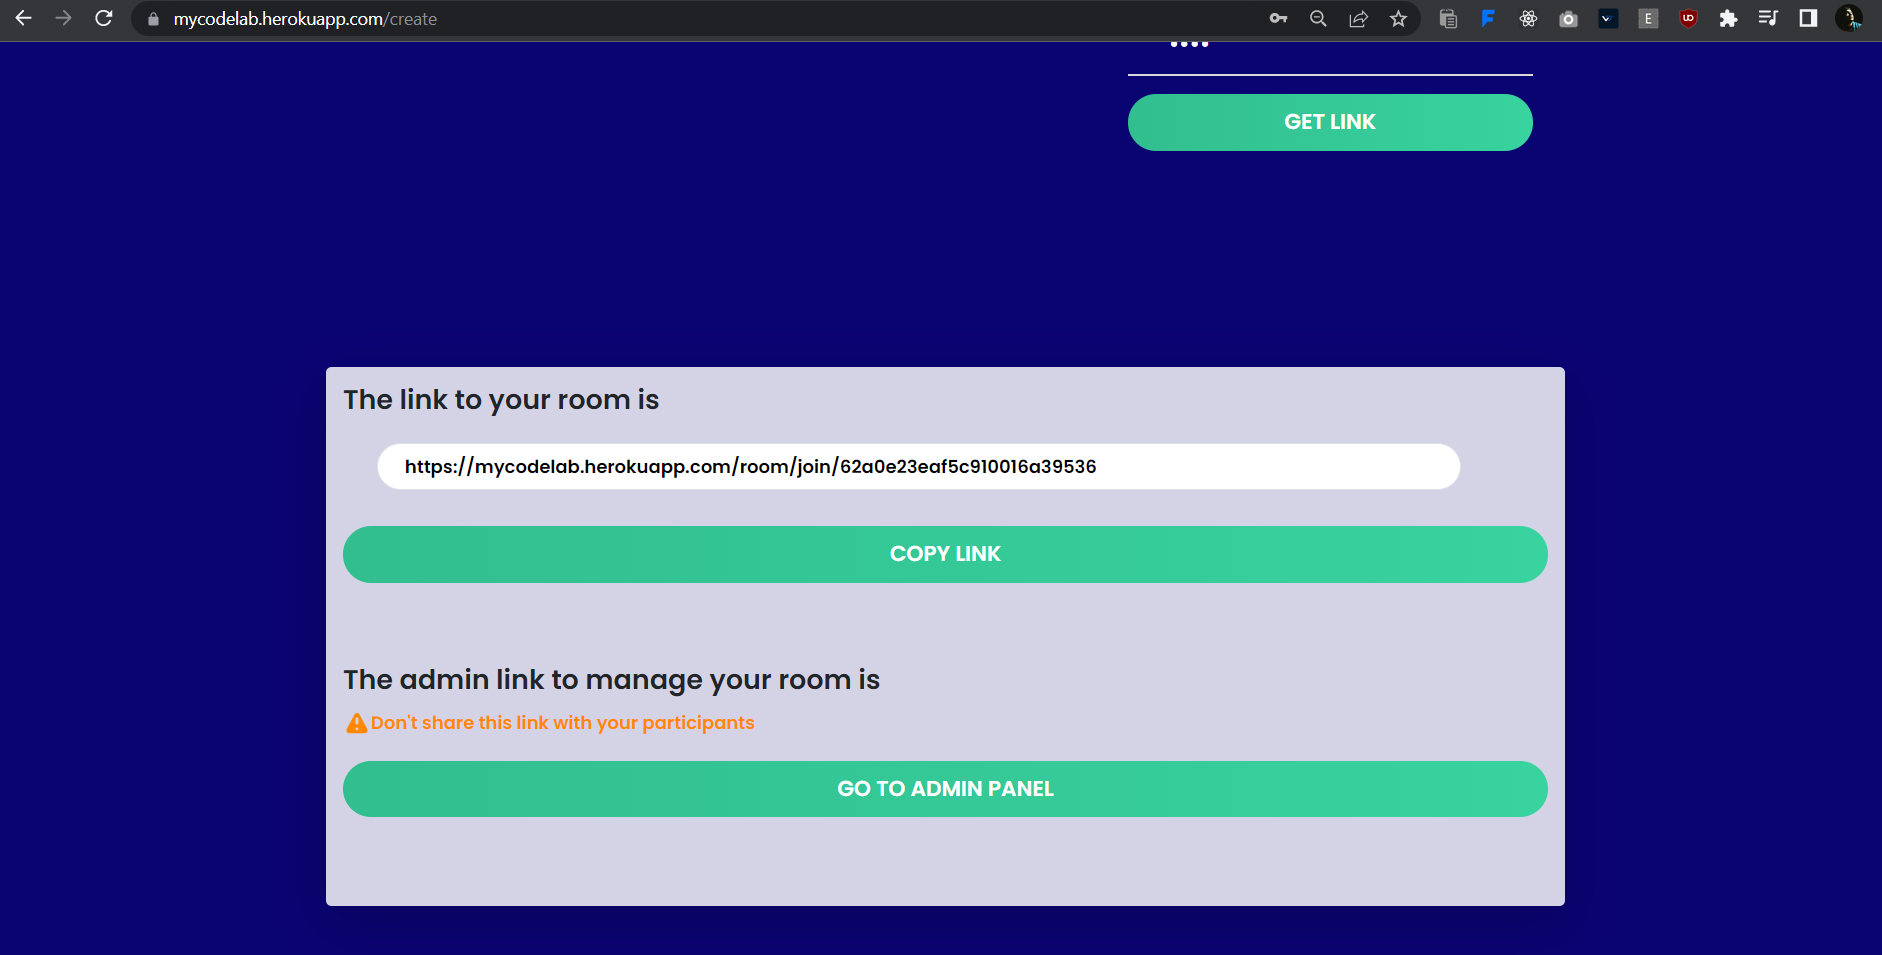 mycodelab.herokuapp.com/create
GET LINK
The link to your room is
https://mycodelab.herokuapp.com/room/join/62a0e23eaf5c910016a39536
COPY LINK
The admin link to manage your room is
Don't share this link with your participants
GO TO ADMIN PANEL